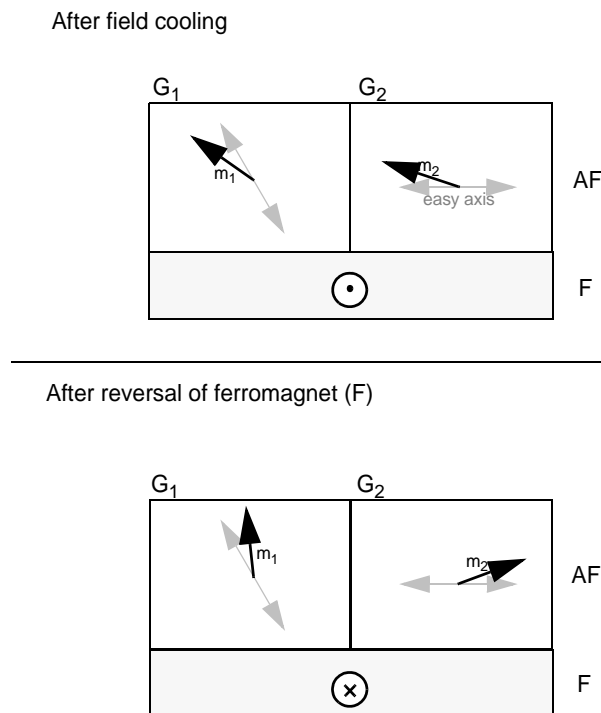 After field cooling
G1 G2
m1
m2
easy axis
AF
F
After reversal of ferromagnet (F)
G1 G2
m1
m2
AF
F